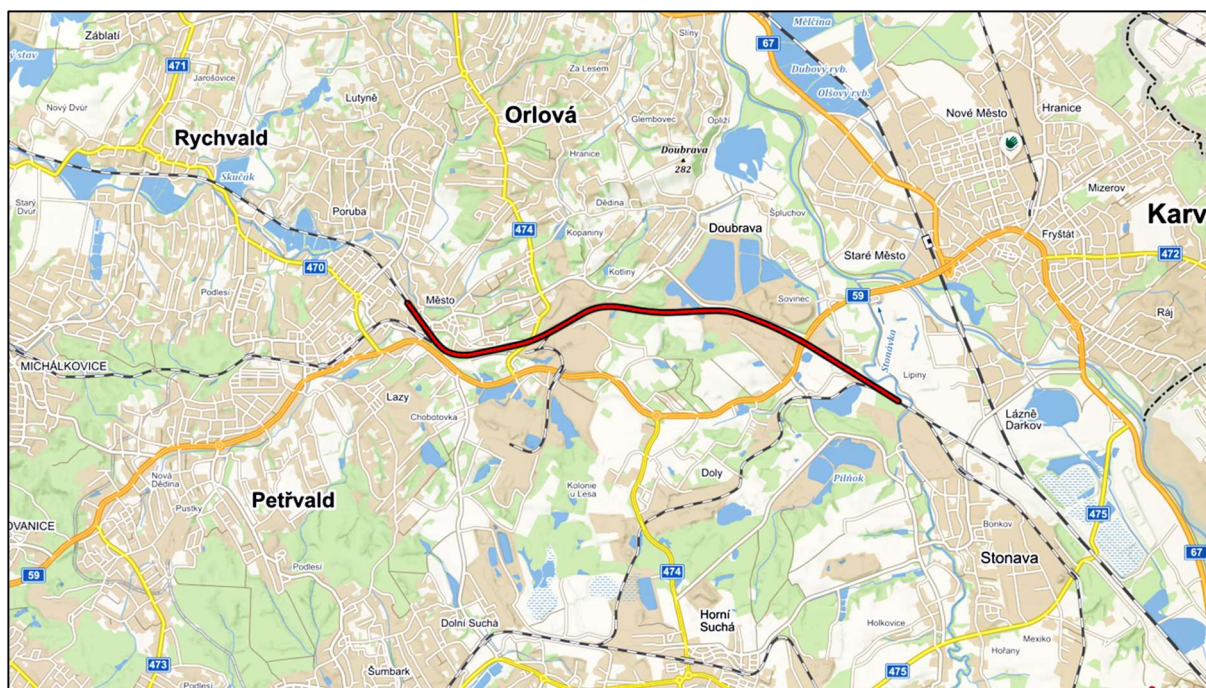 Mělčina
Slíny
Záblatí
67
471
Za Lesem
Dubový ryb.
Jarošovice
Olšový ryb.
Lutyně
Nový Dvůr
Orlová
Glembovec
Opliží
Nové Město
Hranice
Rychvald
Hranice
Doubrava
282
Skučák
Mizerov
Starý
Dvůr
Dědina
Poruba
Špluchov
Karv
474
Kopaniny
Doubrava
Fryštát
Staré Město
472
470
Kotliny
Podlesí
Město
Sovinec
59
Ráj
Stonávka
MICHÁLKOVICE
Lipiny
Lazy
Chobotovka
Lázně
Darkov
Nová
Dědina
Doly
Pilňok
Kolonie
u Lesa
Petřvald
Pustky
475
OVANICE
Bonkov
Stonava
67
Podlesí
474
59
Horní
Suchá
Dolní Suchá
Holkovice
Mexiko
Hořany
473
Šumbark
475
Podlesí